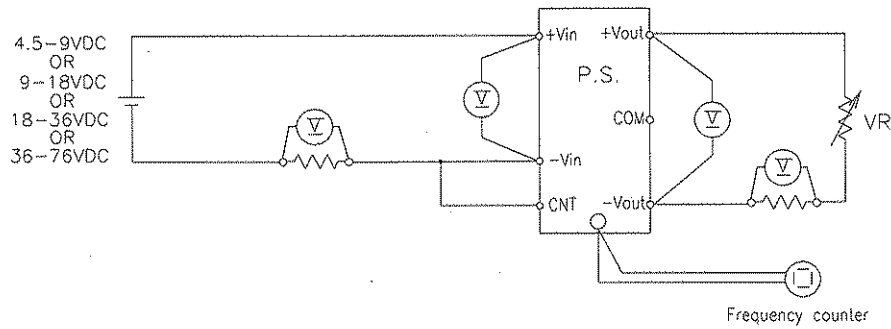 4.5-9VDC
OR
9-18VDC
OR
18-36VDC
OR
36-76VDC
V
V
+Vin
-Vin
CNT
P.S.
+Vout
COM
-Vout
V
V
VR
Frequency counter